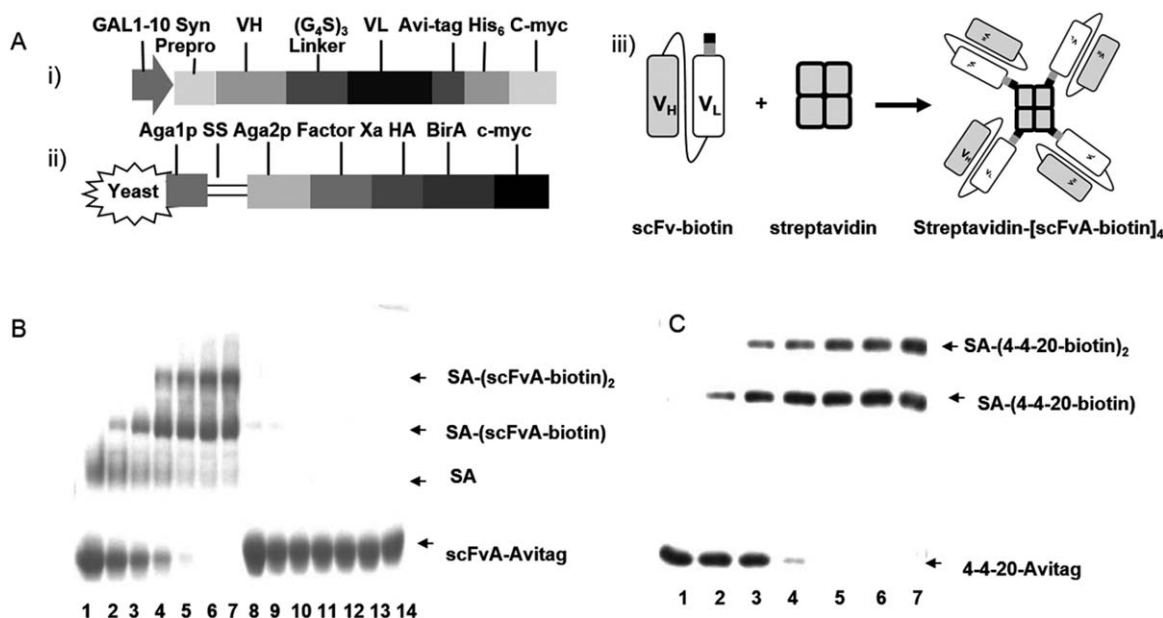 A
GAL1-10 Syn VH (G4S)3 VL Avi-tag His6 C-myc
Prepro Linker
i)
Aga1p SS Aga2p Factor Xa HA BirA c-myc
ii)
Yeast
iii)
VH VL
+
scFv-biotin streptavidin Streptavidin-[scFvA-biotin]4
VH
VL
B
SA-(scFvA-biotin)2
SA-(scFvA-biotin)
SA
scFvA-Avitag
1 2 3 4 5 6 7 8 9 10 11 12 13 14
C
SA-(4-4-20-biotin)2
SA-(4-4-20-biotin)
4-4-20-Avitag
1 2 3 4 5 6 7